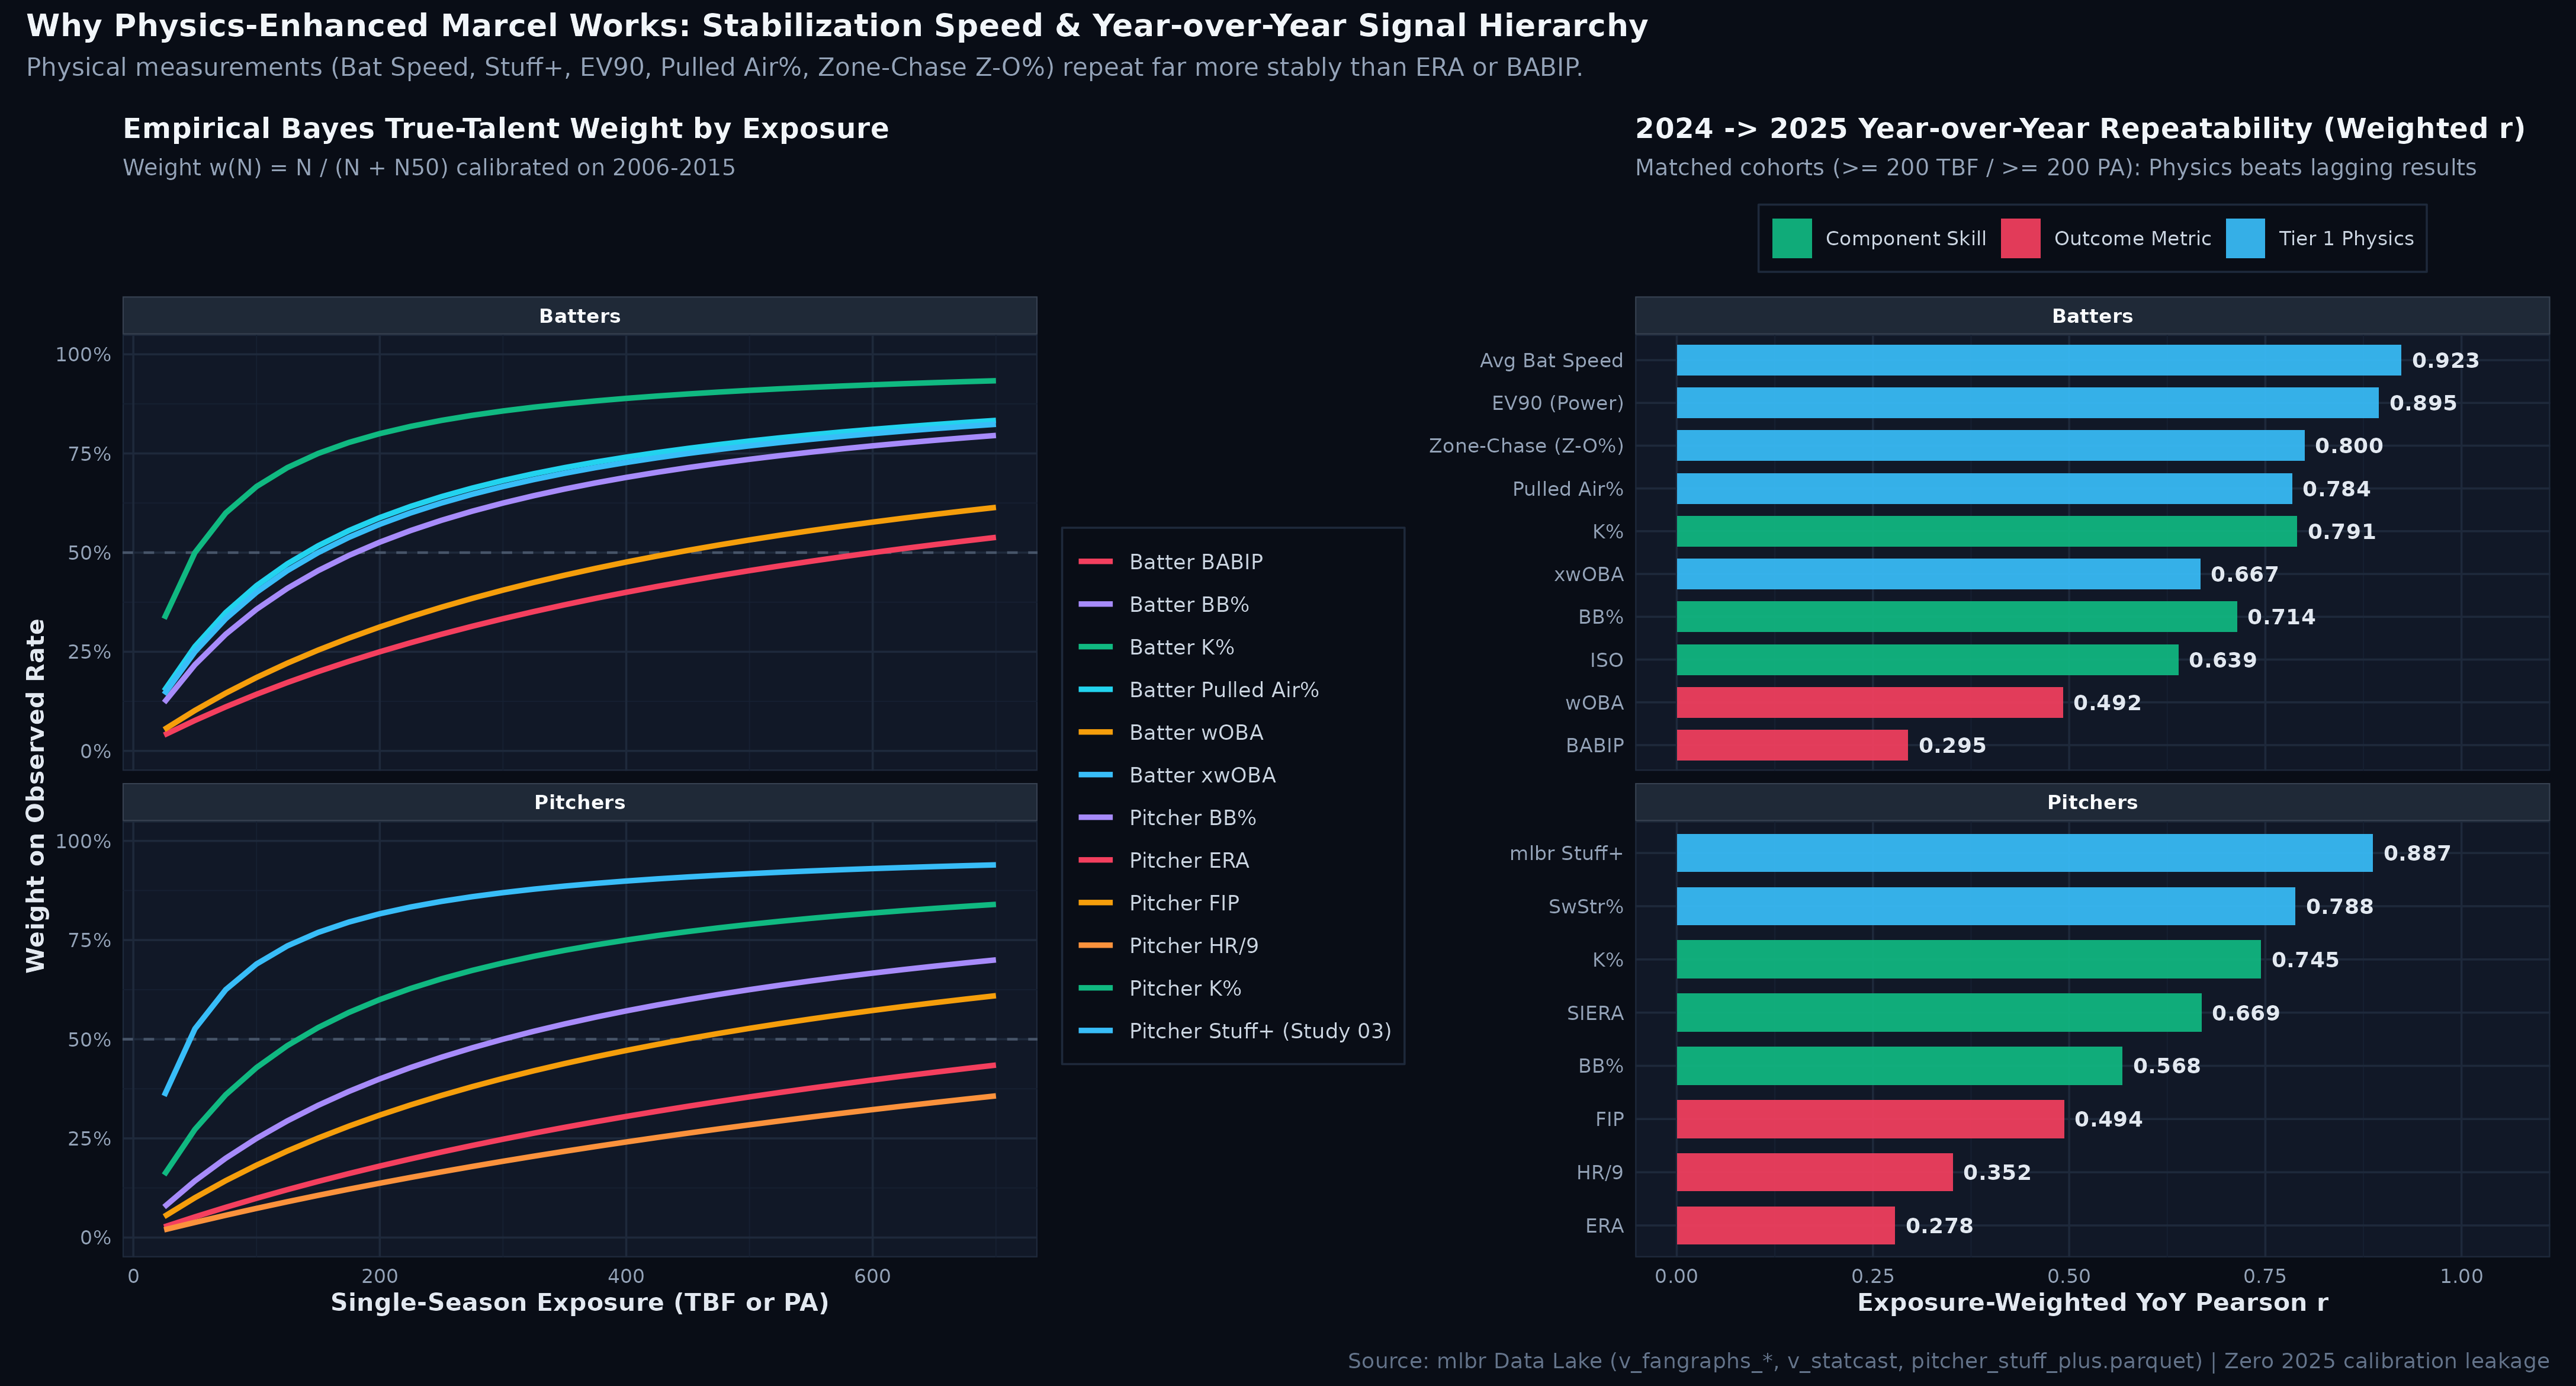 Why Physics-Enhanced Marcel Works: Stabilization Speed & Year-over-Year Signal Hierarchy
Physical measurements (Bat Speed, Stuff+, EV90, Pulled Air%, Zone-Chase Z-O%) repeat far more stably than ERA or BABIP.
Empirical Bayes True-Talent Weight by Exposure
Weight w(N) = N / (N + N50) calibrated on 2006-2015
Batters
100%
75%
50%
25%
0%
Pitchers
100%
75%
50%
25%
0%
0 200 400 600
Single-Season Exposure (TBF or PA)
Weight on Observed Rate
Batter BABIP
Batter BB%
Batter K%
Batter Pulled Air%
Batter wOBA
Batter xwOBA
Pitcher BB%
Pitcher ERA
Pitcher FIP
Pitcher HR/9
Pitcher K%
Pitcher Stuff+ (Study 03)
2024 -> 2025 Year-over-Year Repeatability (Weighted r)
Matched cohorts (>= 200 TBF / >= 200 PA): Physics beats lagging results
Component Skill Outcome Metric Tier 1 Physics
Batters
Avg Bat Speed 0.923
EV90 (Power) 0.895
Zone-Chase (Z-O%) 0.800
Pulled Air% 0.784
K% 0.791
xwOBA 0.667
BB% 0.714
ISO 0.639
wOBA 0.492
BABIP 0.295
Pitchers
mlbr Stuff+ 0.887
SwStr% 0.788
K% 0.745
SIERA 0.669
BB% 0.568
FIP 0.494
HR/9 0.352
ERA 0.278
0.00 0.25 0.50 0.75 1.00
Exposure-Weighted YoY Pearson r
Source: mlbr Data Lake (v_fangraphs_*, v_statcast, pitcher_stuff_plus.parquet) | Zero 2025 calibration leakage